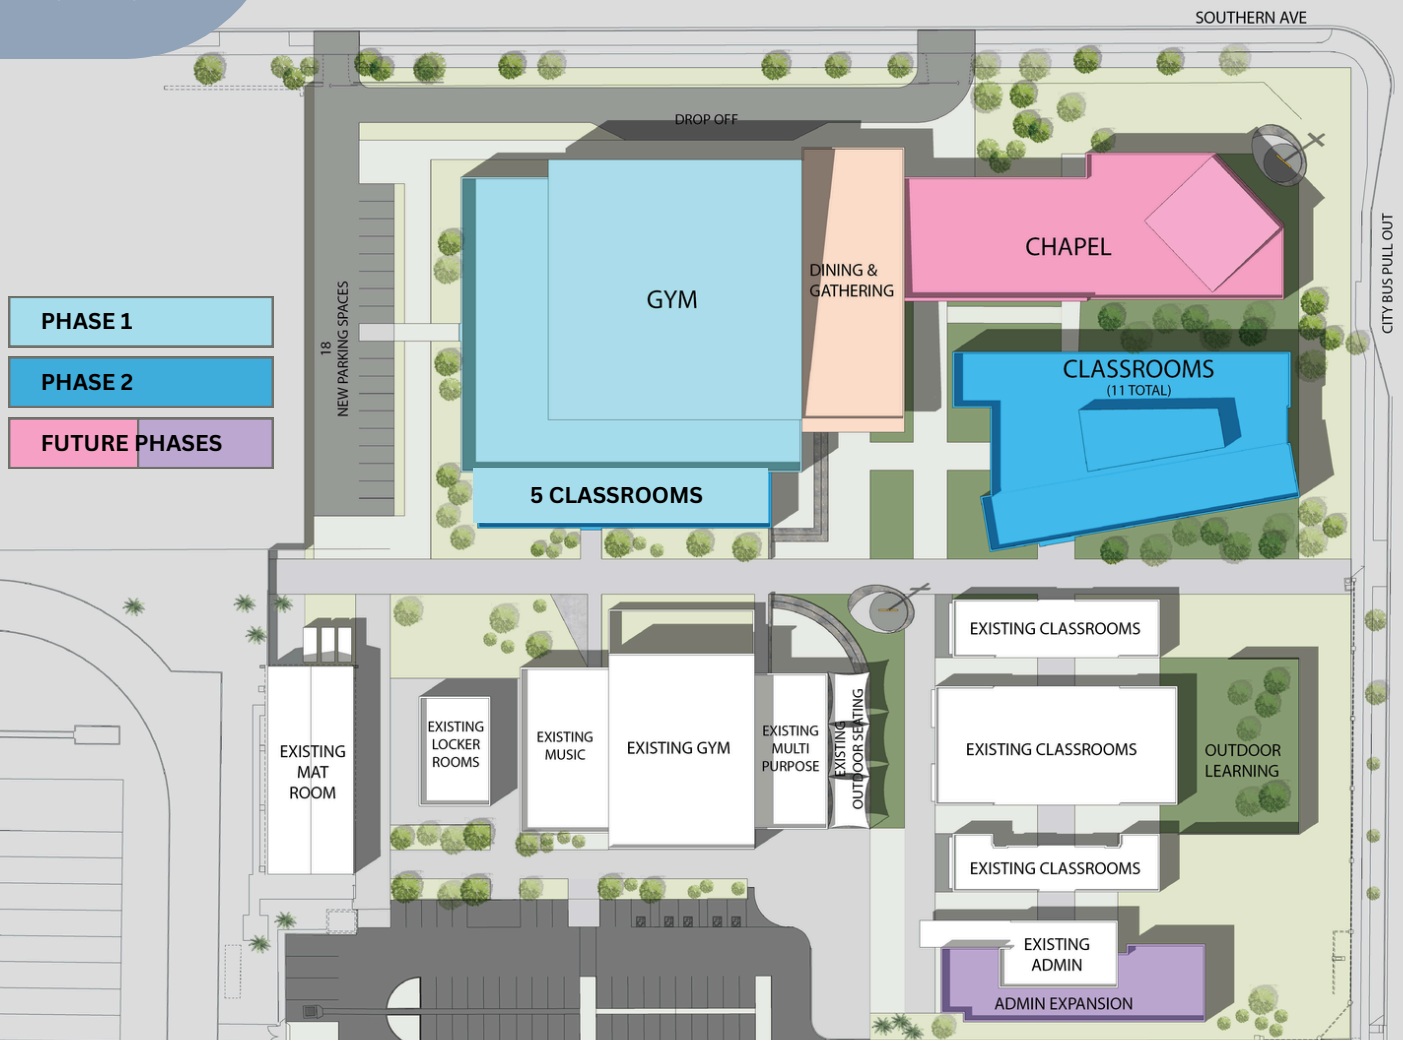 SOUTHERN AVE
DROP OFF
CITY BUS PULL OUT
CHAPEL
DINING &
GATHERING
GYM
18
NEW PARKING SPACES
PHASE 1
PHASE 2
FUTURE PHASES
CLASSROOMS
(11 TOTAL)
5 CLASSROOMS
EXISTING CLASSROOMS
EXISTING
MAT
ROOM
EXISTING
LOCKER
ROOMS
EXISTING
MUSIC
EXISTING GYM
EXISTING
MULTI
PURPOSE
EXISTING
OUTDOOR SEATING
EXISTING CLASSROOMS
OUTDOOR
LEARNING
EXISTING CLASSROOMS
EXISTING
ADMIN
ADMIN EXPANSION